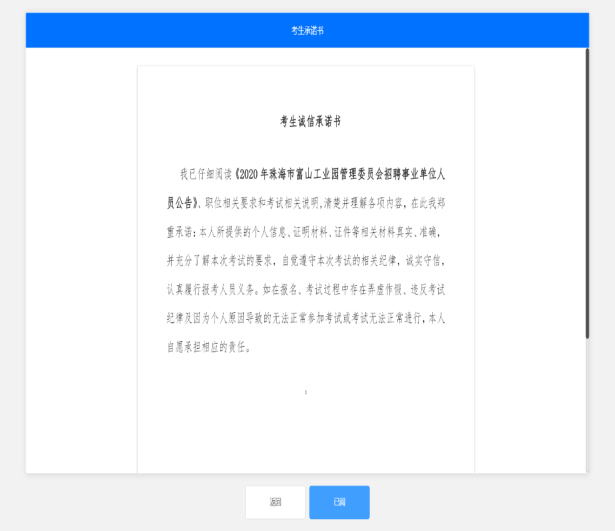 考生承诺书
考生诚信承诺书
我已仔细阅读《2020年珠海市富山工业园管理委员会招聘事业单位人
员公告》、职位相关要求和考试相关说明,清楚并理解各项内容，在此我郑
重承诺:本人所提供的个人信息、证明材料、证件等相关材料真实、准确，
并充分了解本次考试的要求，自觉遵守本次考试的相关纪律，诚实守信，
认真履行报考人员义务。如在报名、考试过程中存在弄虚作假、违反考试
纪律及因为个人原因导致的无法正常参加考试或考试无法正常进行，本人
自愿承担相应的责任。
1
返回
已阅